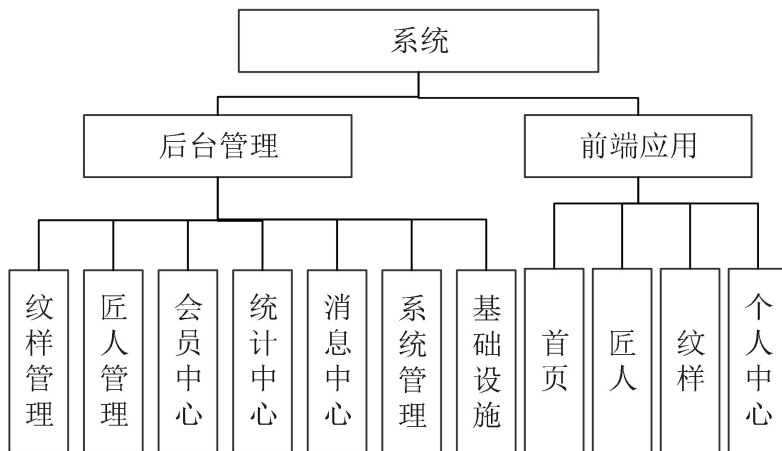 系统
后台管理
前端应用
纹样管理
匠人管理
会员中心
统计中心
消息中心
系统管理
基础设施
首页
匠人
纹样
个人中心